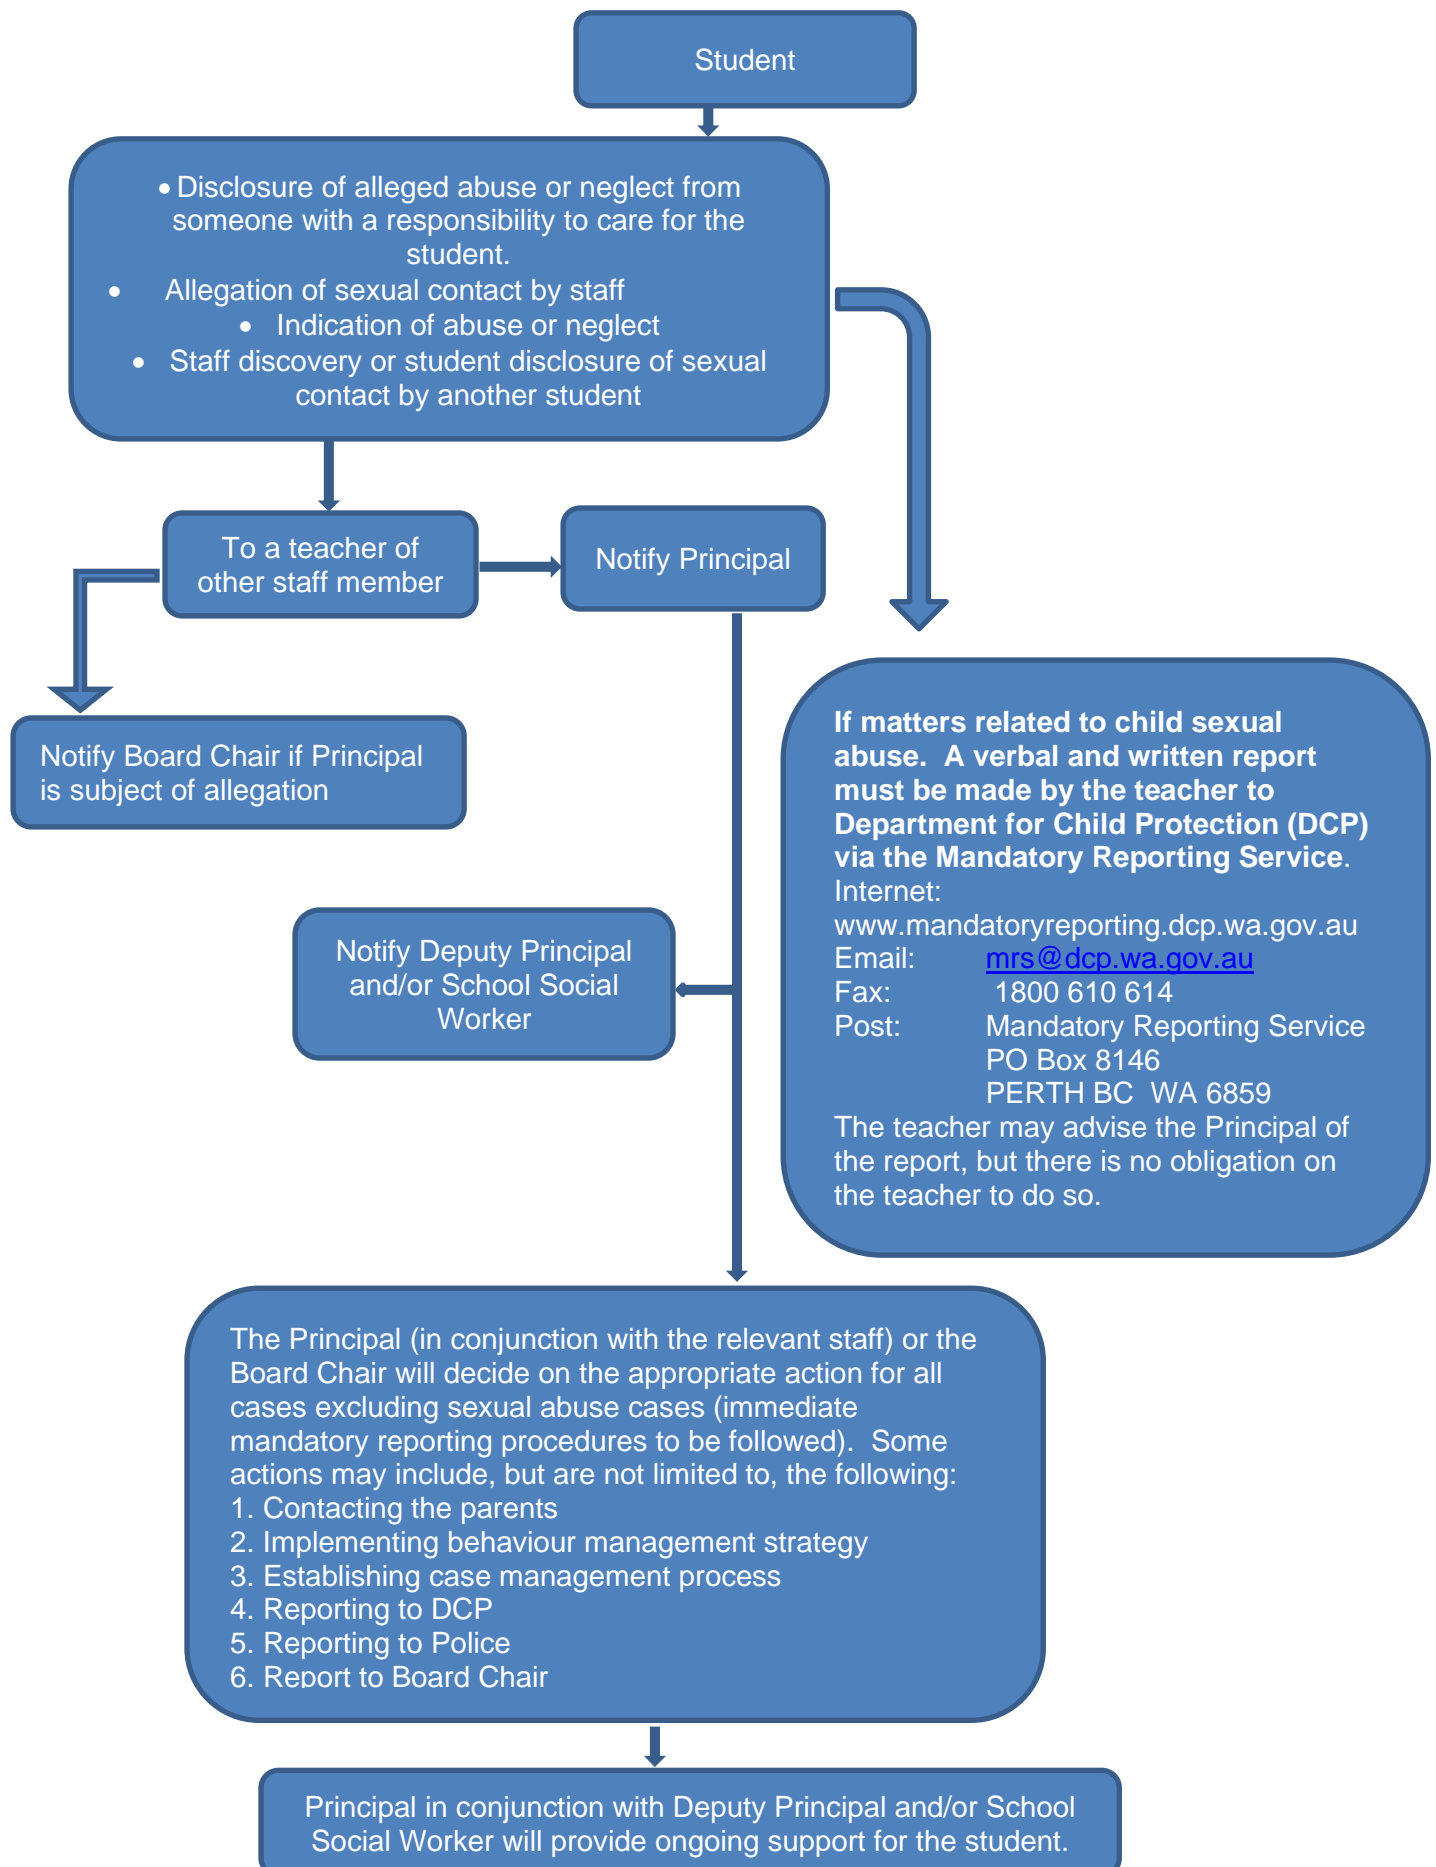 Student
• Disclosure of alleged abuse or neglect from
someone with a responsibility to care for the
student.
• Allegation of sexual contact by staff
• Indication of abuse or neglect
• Staff discovery or student disclosure of sexual
contact by another student
To a teacher of
other staff member
Notify Principal
Notify Board Chair if Principal
is subject of allegation
If matters related to child sexual
abuse.  A verbal and written report
must be made by the teacher to
Department for Child Protection (DCP)
via the Mandatory Reporting Service.
Internet:
www.mandatoryreporting.dcp.wa.gov.au
Email: mrs@dcp.wa.gov.au
Fax: 1800 610 614
Post: Mandatory Reporting Service
PO Box 8146
PERTH BC  WA 6859
The teacher may advise the Principal of
the report, but there is no obligation on
the teacher to do so.
Notify Deputy Principal
and/or School Social
Worker
The Principal (in conjunction with the relevant staff) or the
Board Chair will decide on the appropriate action for all
cases excluding sexual abuse cases (immediate
mandatory reporting procedures to be followed).  Some
actions may include, but are not limited to, the following:
1. Contacting the parents
2. Implementing behaviour management strategy
3. Establishing case management process
4. Reporting to DCP
5. Reporting to Police
6. Report to Board Chair
Principal in conjunction with Deputy Principal and/or School
Social Worker will provide ongoing support for the student.